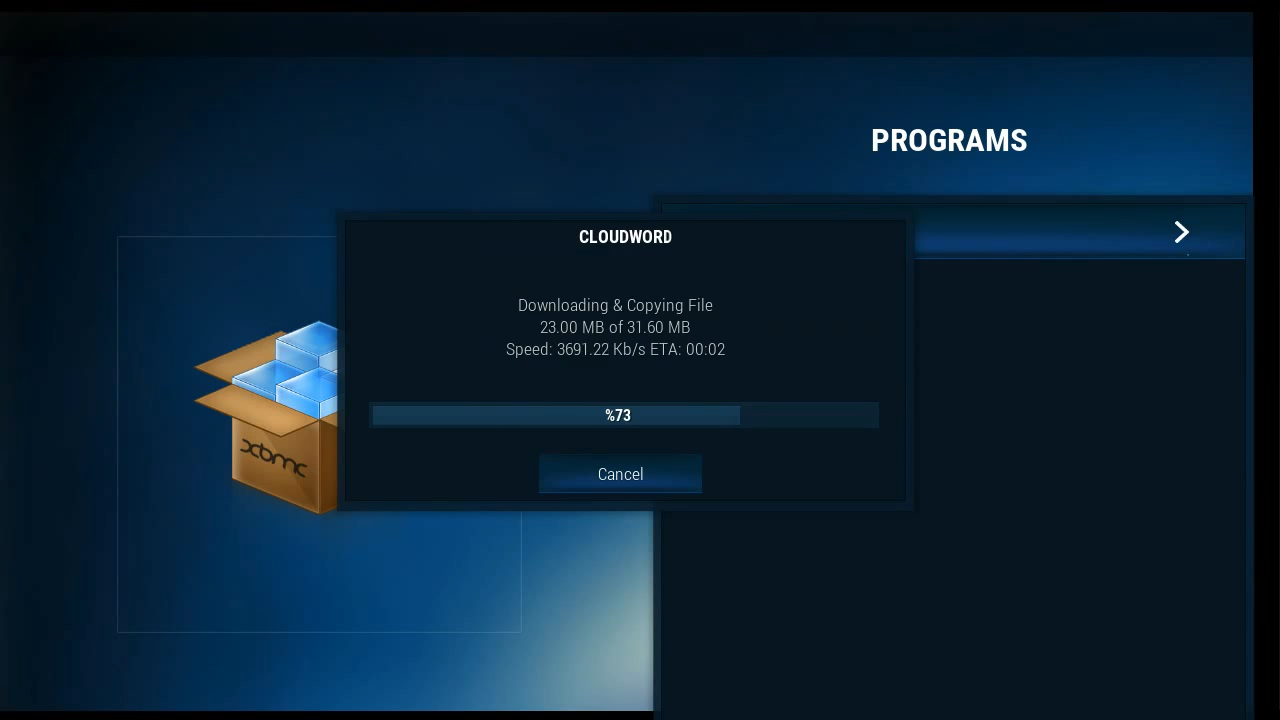 PROGRAMS
CLOUDWORD
Downloading & Copying File
23.00 MB of 31.60 MB
Speed: 3691.22 Kb/s ETA: 00:02
%73
Cancel
xbmc